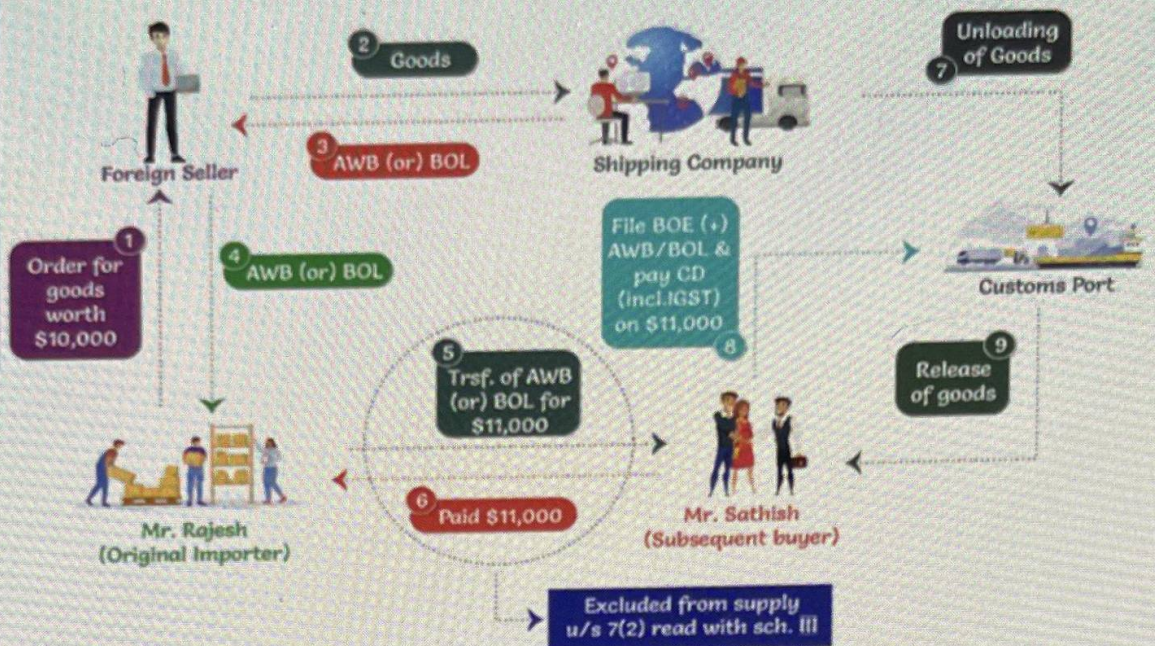 2
Goods
Unloading
of Goods
7
3
AWB (or) BOL
Foreign Seller
Shipping Company
1
Order for
goods
worth
$10,000
4
AWB (or) BOL
File BOE (+)
AWB/BOL &
pay CD
(incl.IGST)
on $11,000
8
Customs Port
5
Trsf. of AWB
(or) BOL for
$11,000
9
Release
of goods
6
Paid $11,000
Mr. Rajesh
(Original Importer)
Mr. Sathish
(Subsequent buyer)
Excluded from supply
u/s 7(2) read with sch. III